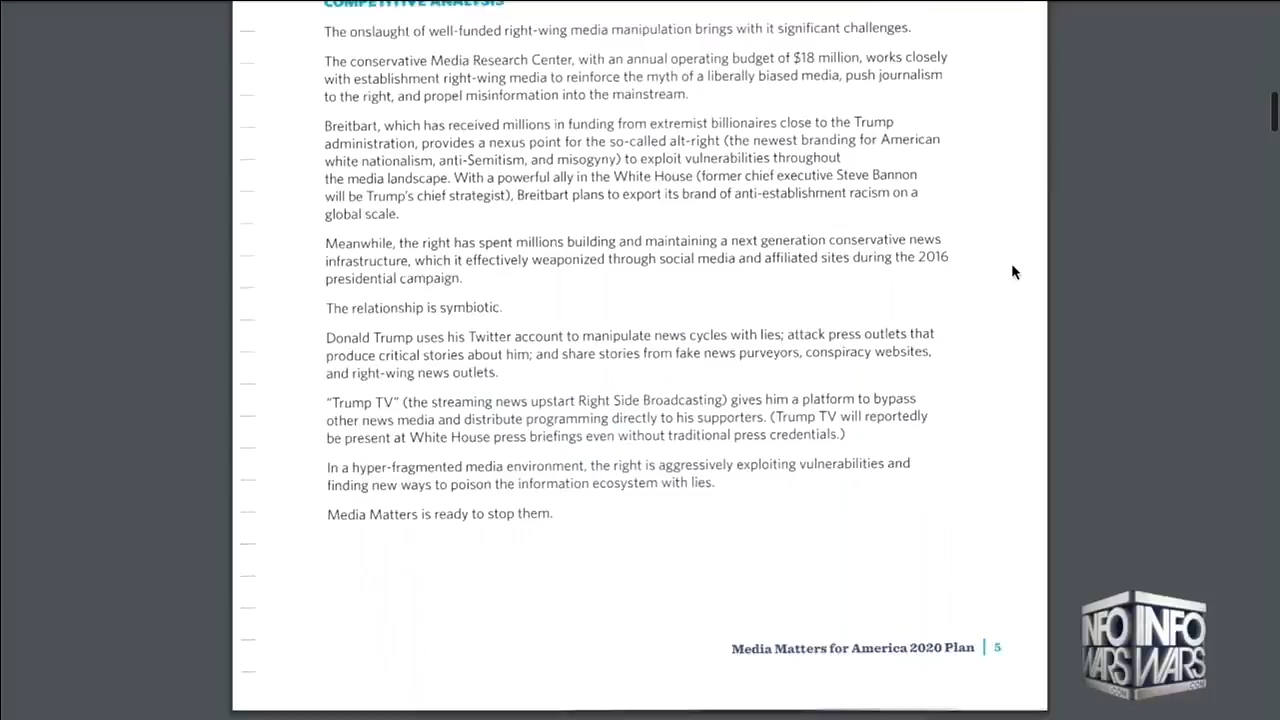 COMPETITIVE ANALYSIS
The onslaught of well-funded right-wing media manipulation brings with it significant challenges.
The conservative Media Research Center, with an annual operating budget of $18 million, works closely
with establishment right-wing media to reinforce the myth of a liberally biased media, push journalism
to the right, and propel misinformation into the mainstream.
Breitbart, which has received millions in funding from extremist billionaires close to the Trump
administration, provides a nexus point for the so-called alt-right (the newest branding for American
white nationalism, anti-Semitism, and misogyny) to exploit vulnerabilities throughout
the media landscape. With a powerful ally in the White House (former chief executive Steve Bannon
will be Trump's chief strategist), Breitbart plans to export its brand of anti-establishment racism on a
global scale.
Meanwhile, the right has spent millions building and maintaining a next generation conservative news
infrastructure, which it effectively weaponized through social media and affiliated sites during the 2016
presidential campaign.
The relationship is symbiotic.
Donald Trump uses his Twitter account to manipulate news cycles with lies; attack press outlets that
produce critical stories about him; and share stories from fake news purveyors, conspiracy websites,
and right-wing news outlets.
“Trump TV” (the streaming news upstart Right Side Broadcasting) gives him a platform to bypass
other news media and distribute programming directly to his supporters. (Trump TV will reportedly
be present at White House press briefings even without traditional press credentials.)
In a hyper-fragmented media environment, the right is aggressively exploiting vulnerabilities and
finding new ways to poison the information ecosystem with lies.
Media Matters is ready to stop them.
Media Matters for America 2020 Plan | 5
NFO INFO
WARS WARS
.COM